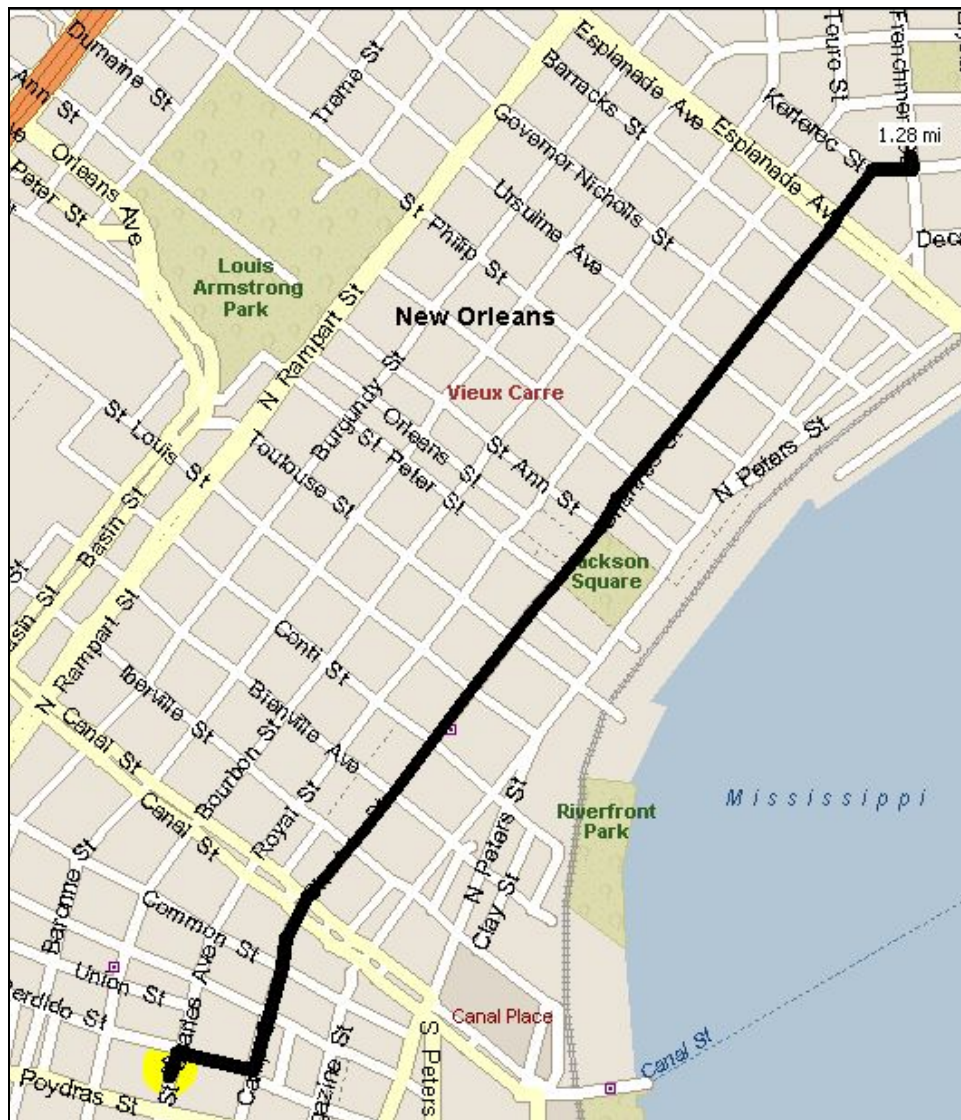 Dumaine St
Ann St
Orleans Ave
Peter St
Treme St
Esplanade Ave
Barracks St
Governor Nicholls St
Esplanade Ave
Touro St
Kerlerec St
1.28 mi
Ursuline Ave
St Philip St
Louis
Armstrong
Park
N Rampart St
New Orleans
Vieux Carre
Burgundy St
St Louis St
Toulouse St
Orleans St
St Peter St
St Ann St
N Peters St
Square
Basin St
N Rampart St
Conti St
Iberville St
Bienville Ave
Canal St
Bourbon St
Royal St
Canal St
Riverfront
Park
Mississippi
N Peters St
Clay St
Baronne St
Common St
Union St
Canal Place
Canal St
S Peters
Poydras St